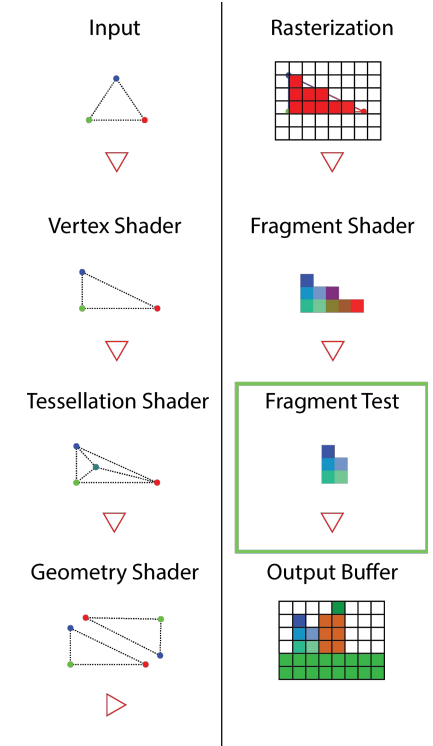 Input
Vertex Shader
Tessellation Shader
Geometry Shader
Rasterization
Fragment Shader
Fragment Test
Output Buffer